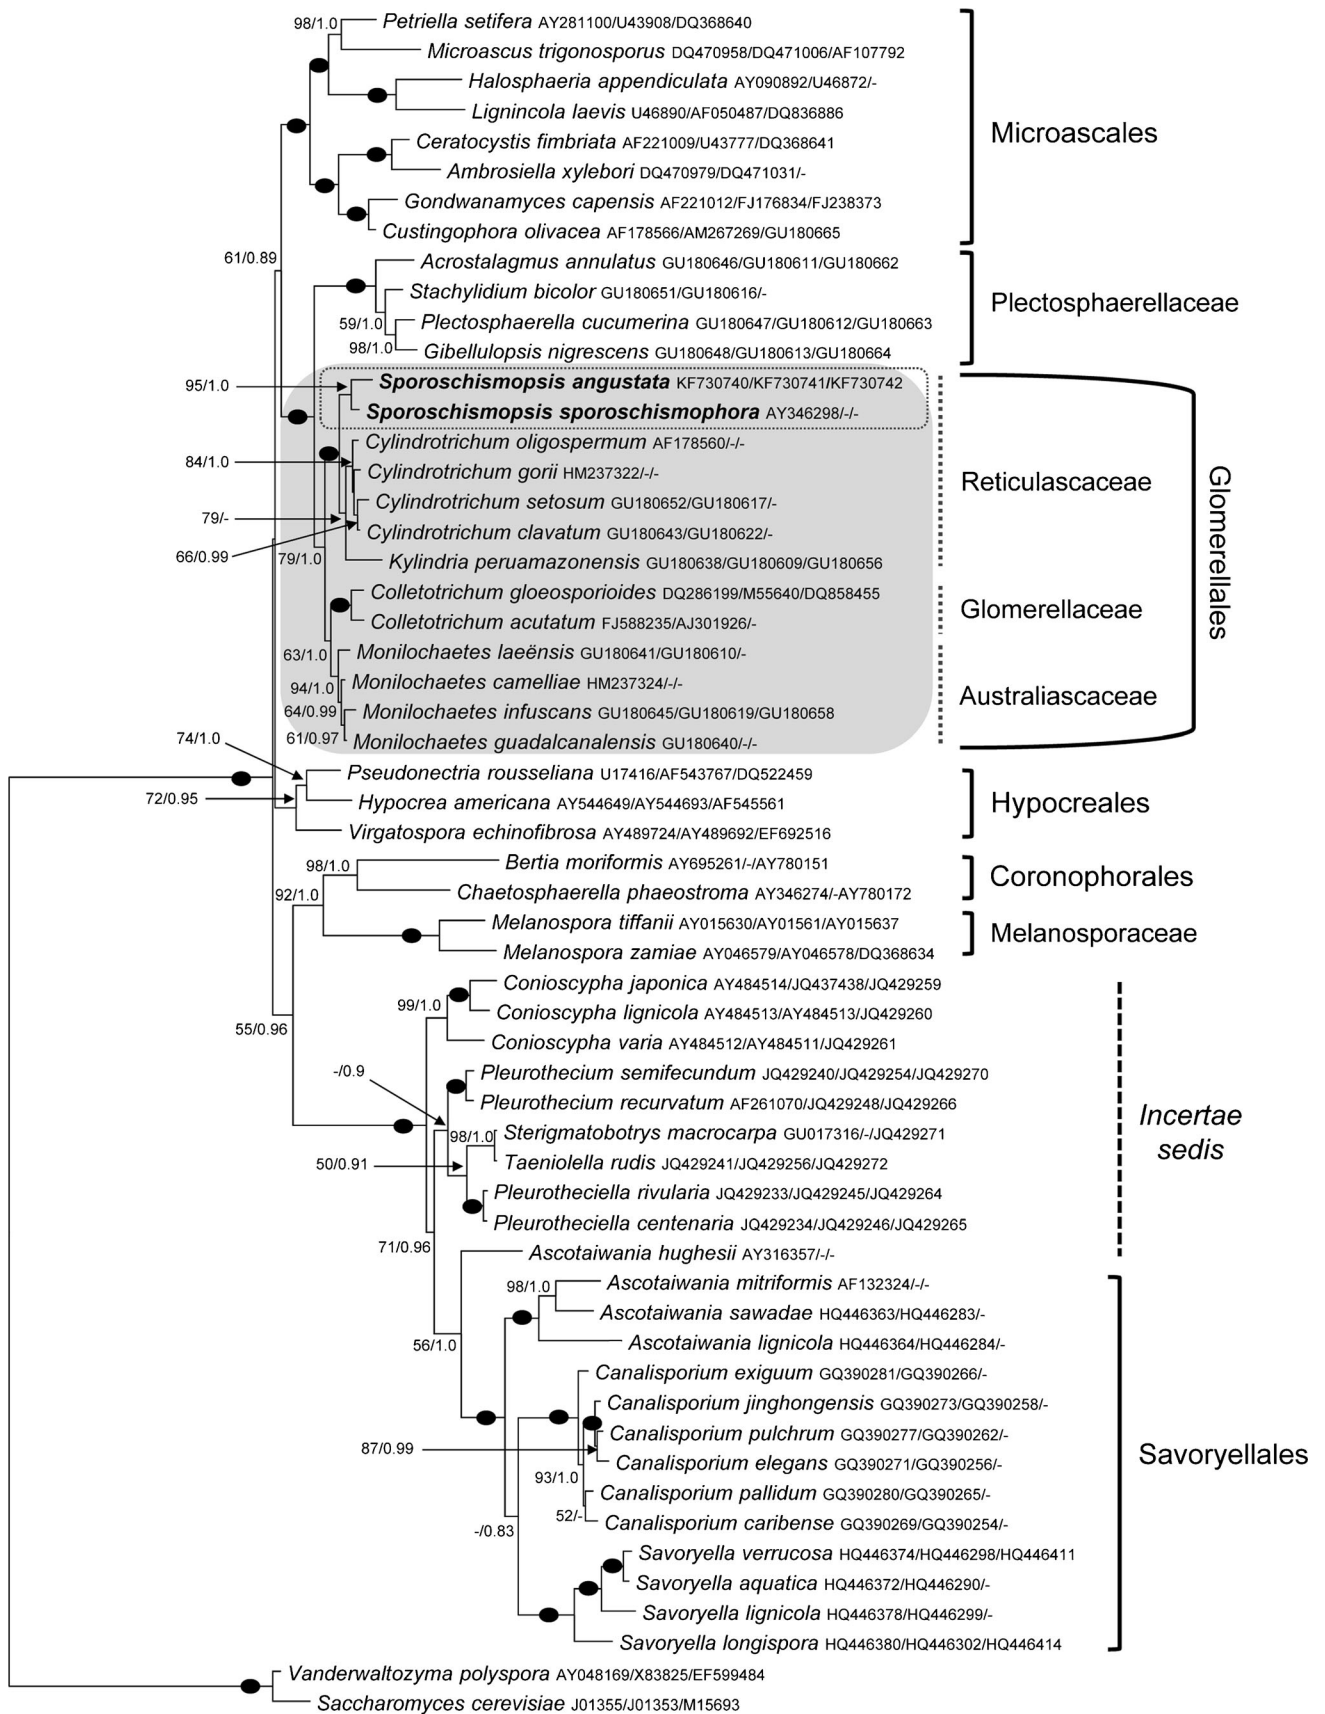 98/1.0
Petriella setifera AY281100/U43908/DQ368640
Microascus trigonosporus DQ470958/DQ471006/AF107792
Halosphaeria appendiculata AY090892/U46872/-
Lignincola laevis U46890/AF050487/DQ836886
Ceratocystis fimbriata AF221009/U43777/DQ368641
Ambrosiella xylebori DQ470979/DQ471031/-
Gondwanamyces capensis AF221012/FJ176834/FJ238373
Custingophora olivacea AF178566/AM267269/GU180665
Microascales
61/0.89
Acrostalagmus annulatus GU180646/GU180611/GU180662
Stachylidium bicolor GU180651/GU180616/-
59/1.0
Plectosphaerella cucumerina GU180647/GU180612/GU180663
98/1.0
Gibellulopsis nigrescens GU180648/GU180613/GU180664
Plectosphaerellaceae
95/1.0
Sporoschismopsis angustata KF730740/KF730741/KF730742
Sporoschismopsis sporoschismophora AY346298/-/-
Cylindrotrichum oligospermum AF178560/-/-
84/1.0
Cylindrotrichum gorii HM237322/-/-
Cylindrotrichum setosum GU180652/GU180617/-
79/-
Cylindrotrichum clavatum GU180643/GU180622/-
66/0.99
79/1.0
Kylindria peruamazonensis GU180638/GU180609/GU180656
Reticulascaceae
Colletotrichum gloeosporioides DQ286199/M55640/DQ858455
Colletotrichum acutatum FJ588235/AJ301926/-
Glomerellaceae
63/1.0
Monilochaetes laeënsis GU180641/GU180610/-
94/1.0
Monilochaetes camelliae HM237324/-/-
64/0.99
Monilochaetes infuscans GU180645/GU180619/GU180658
61/0.97
Monilochaetes guadalcanalensis GU180640/-/-
Australiascaceae
Glomerellales
74/1.0
Pseudonectria rousseliana U17416/AF543767/DQ522459
72/0.95
Hypocrea americana AY544649/AY544693/AF545561
Virgatospora echinofibrosa AY489724/AY489692/EF692516
Hypocreales
98/1.0
Bertia moriformis AY695261/-/AY780151
92/1.0
Chaetosphaerella phaeostroma AY346274/-AY780172
Coronophorales
Melanospora tiffanii AY015630/AY01561/AY015637
Melanospora zamiae AY046579/AY046578/DQ368634
Melanosporaceae
55/0.96
99/1.0
Conioscypha japonica AY484514/JQ437438/JQ429259
Conioscypha lignicola AY484513/AY484513/JQ429260
Conioscypha varia AY484512/AY484511/JQ429261
-/0.9
Pleurothecium semifecundum JQ429240/JQ429254/JQ429270
Pleurothecium recurvatum AF261070/JQ429248/JQ429266
98/1.0
Sterigmatobotrys macrocarpa GU017316/-/JQ429271
50/0.91
Taeniolella rudis JQ429241/JQ429256/JQ429272
Pleurotheciella rivularia JQ429233/JQ429245/JQ429264
Pleurotheciella centenaria JQ429234/JQ429246/JQ429265
71/0.96
Ascotaiwania hughesii AY316357/-/-
Incertae
sedis
98/1.0
Ascotaiwania mitriformis AF132324/-/-
Ascotaiwania sawadae HQ446363/HQ446283/-
56/1.0
Ascotaiwania lignicola HQ446364/HQ446284/-
Canalisporium exiguum GQ390281/GQ390266/-
Canalisporium jinghongensis GQ390273/GQ390258/-
Canalisporium pulchrum GQ390277/GQ390262/-
87/0.99
Canalisporium elegans GQ390271/GQ390256/-
93/1.0
Canalisporium pallidum GQ390280/GQ390265/-
52/-
Canalisporium caribense GQ390269/GQ390254/-
-/0.83
Savoryella verrucosa HQ446374/HQ446298/HQ446411
Savoryella aquatica HQ446372/HQ446290/-
Savoryella lignicola HQ446378/HQ446299/-
Savoryella longispora HQ446380/HQ446302/HQ446414
Savoryellales
Vanderwaltozyma polyspora AY048169/X83825/EF599484
Saccharomyces cerevisiae J01355/J01353/M15693